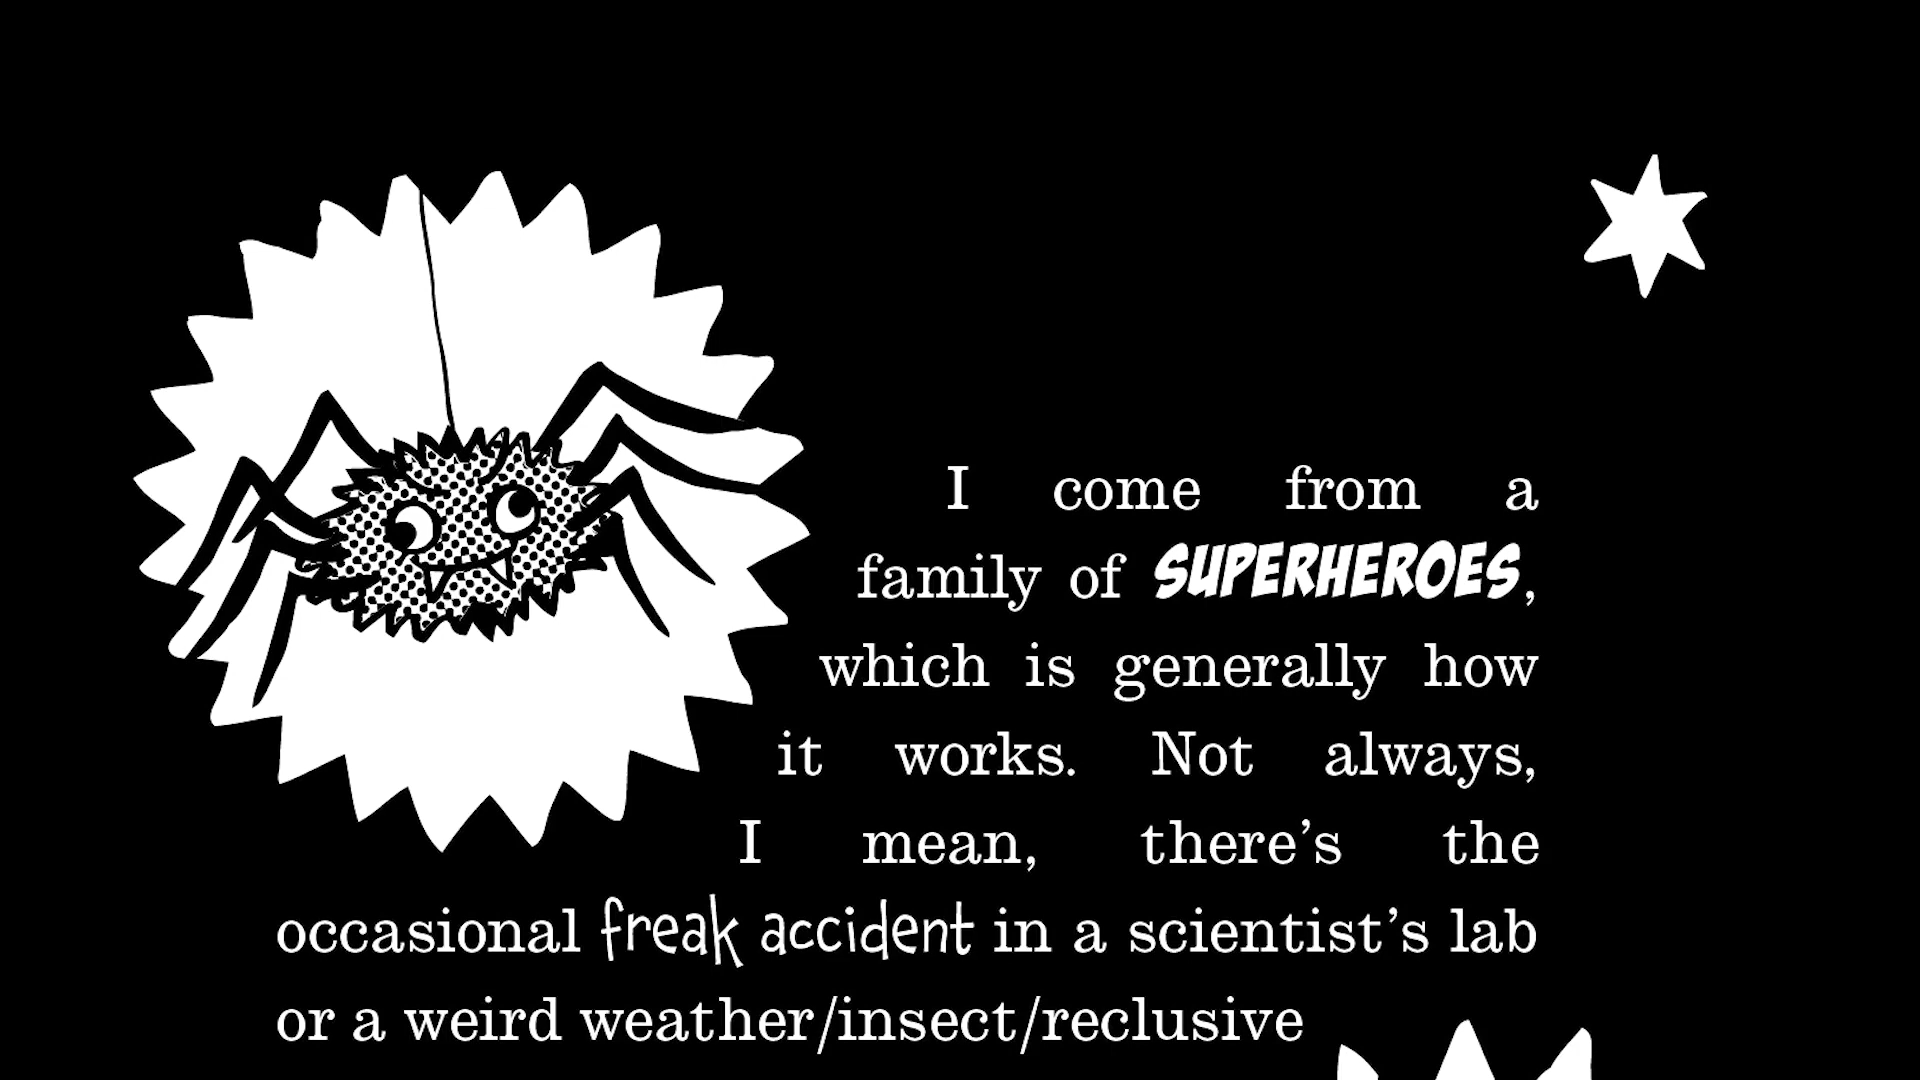 I come from a
family of SUPERHEROES,
which is generally how
it works. Not always,
I mean, there’s the
occasional freak accident in a scientist’s lab
or a weird weather/insect/reclusive